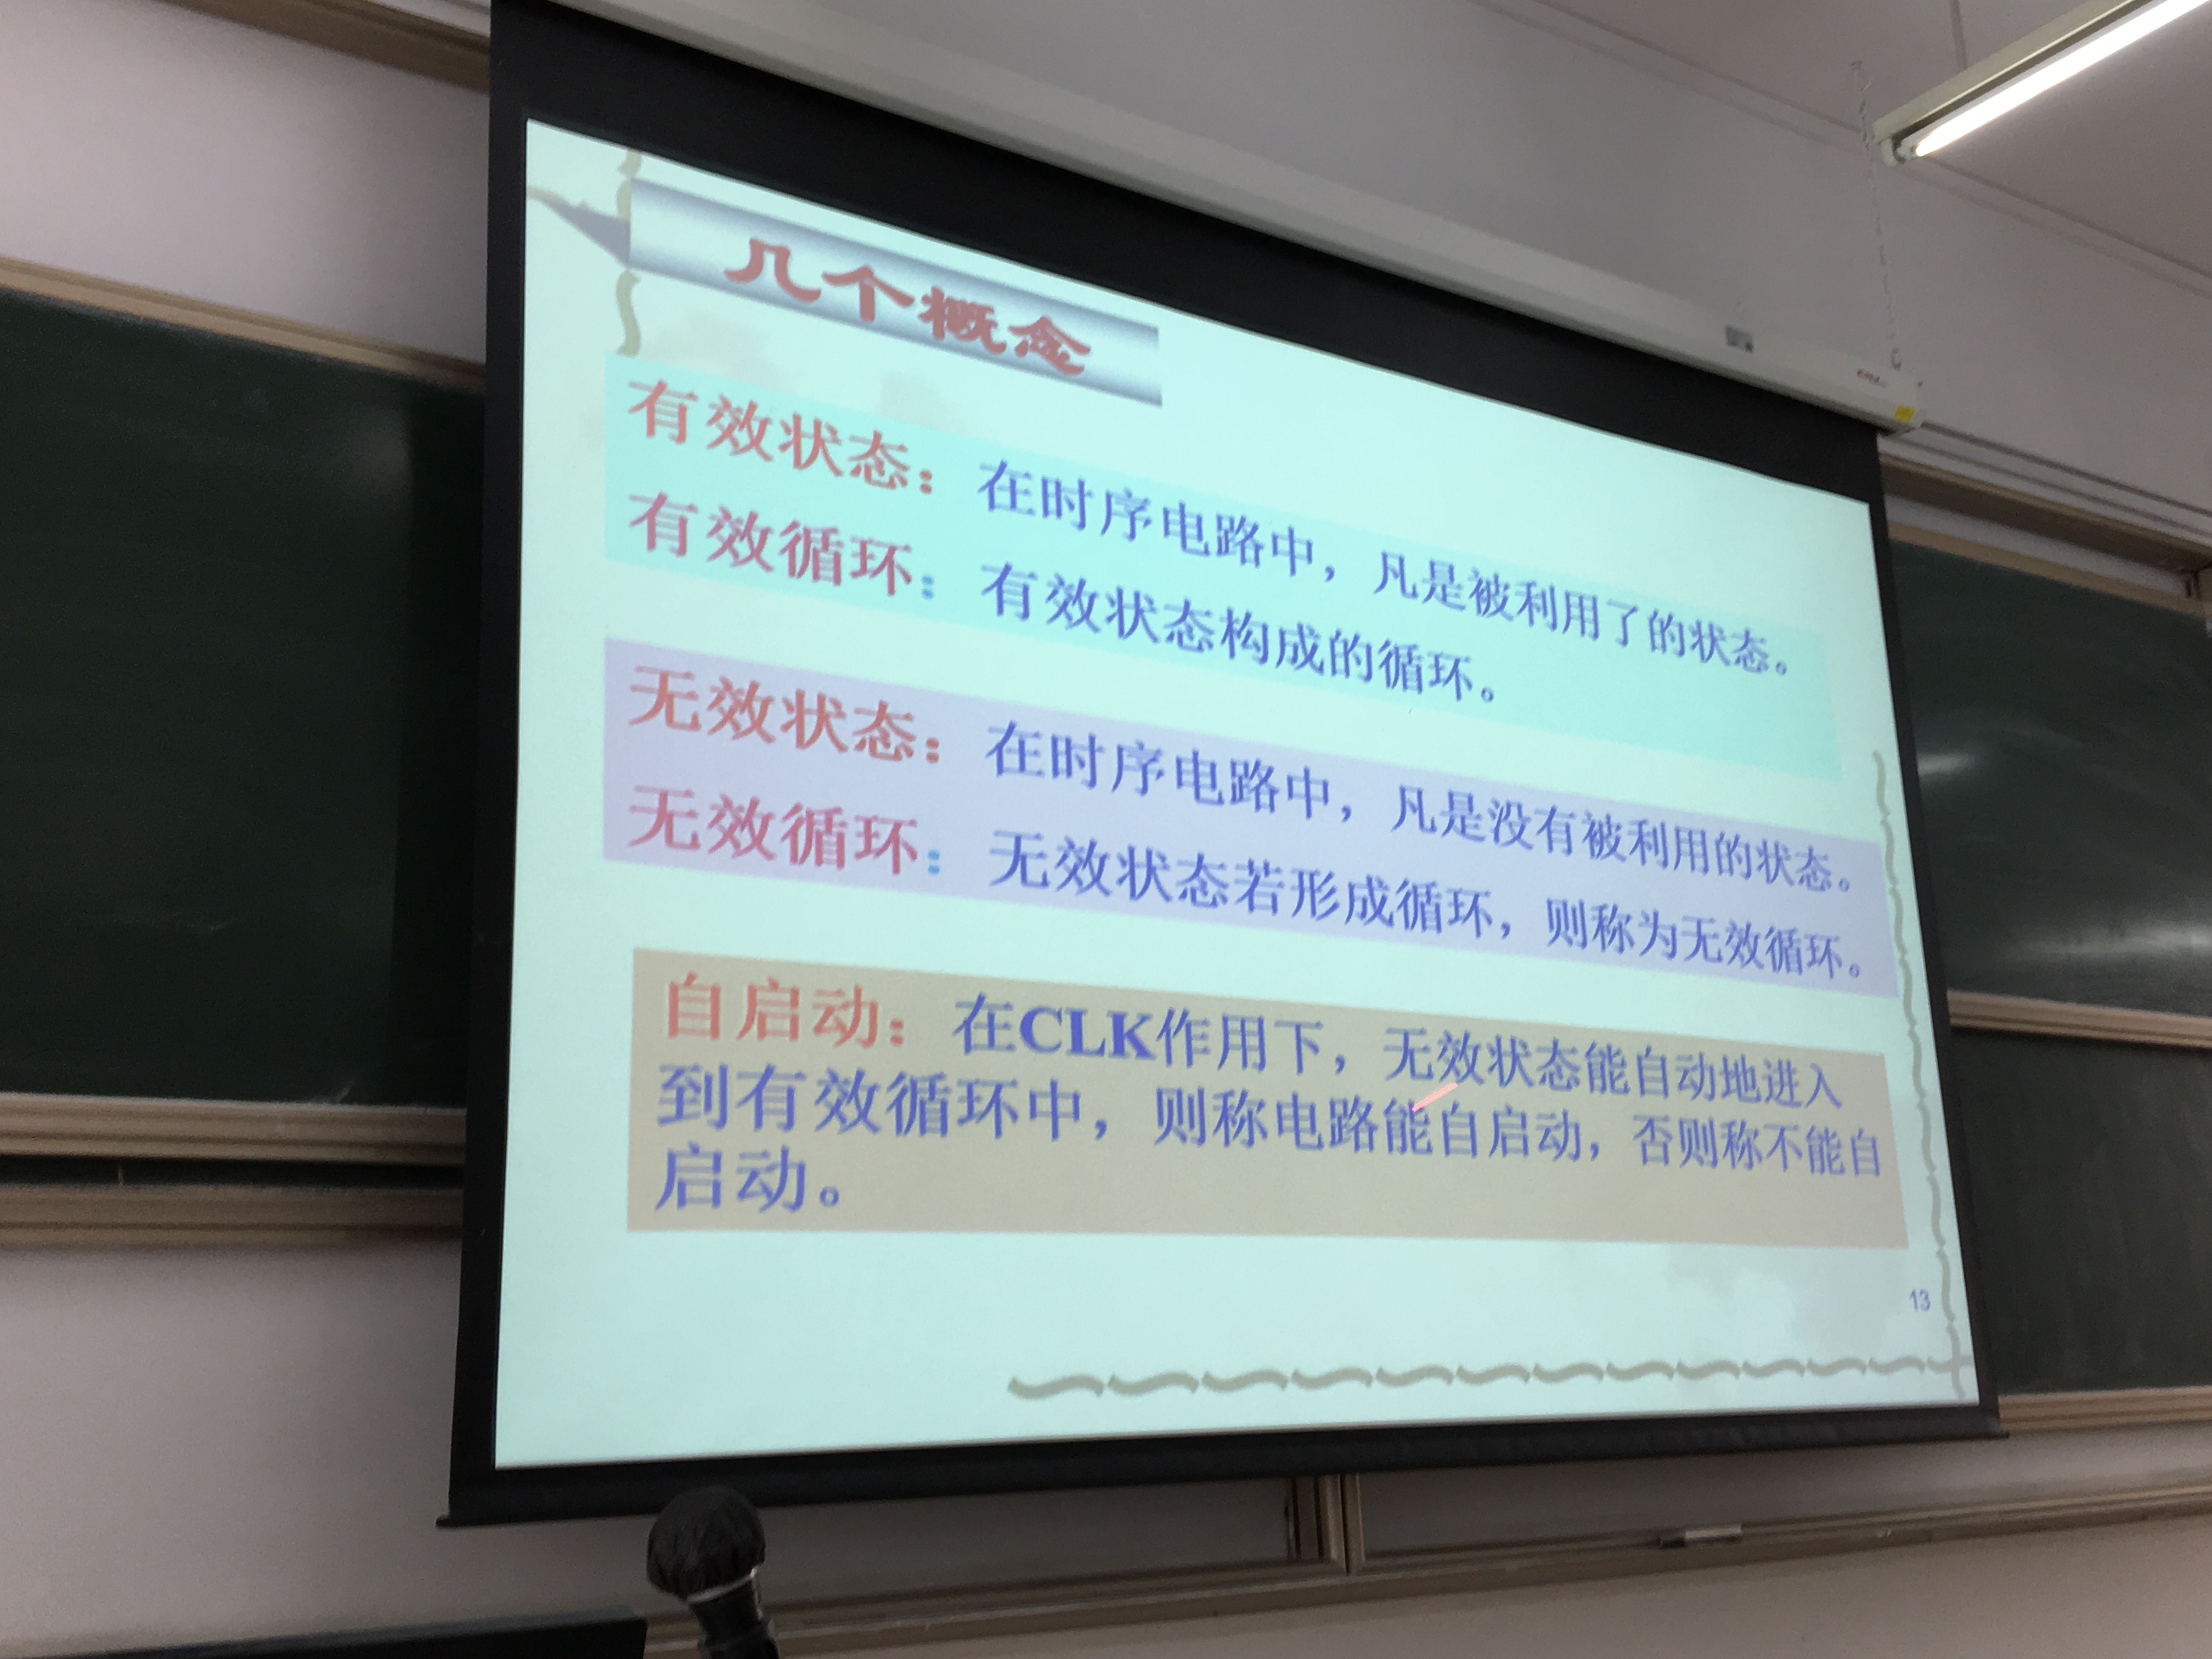 几个概念
有效状态：在时序电路中，凡是被利用了的状态。
有效循环：有效状态构成的循环。
无效状态：在时序电路中，凡是没有被利用的状态。
无效循环：无效状态若形成循环，则称为无效循环。
自启动：在CLK作用下，无效状态能自动地进入
到有效循环中，则称电路能自启动，否则称不能自
启动。
13